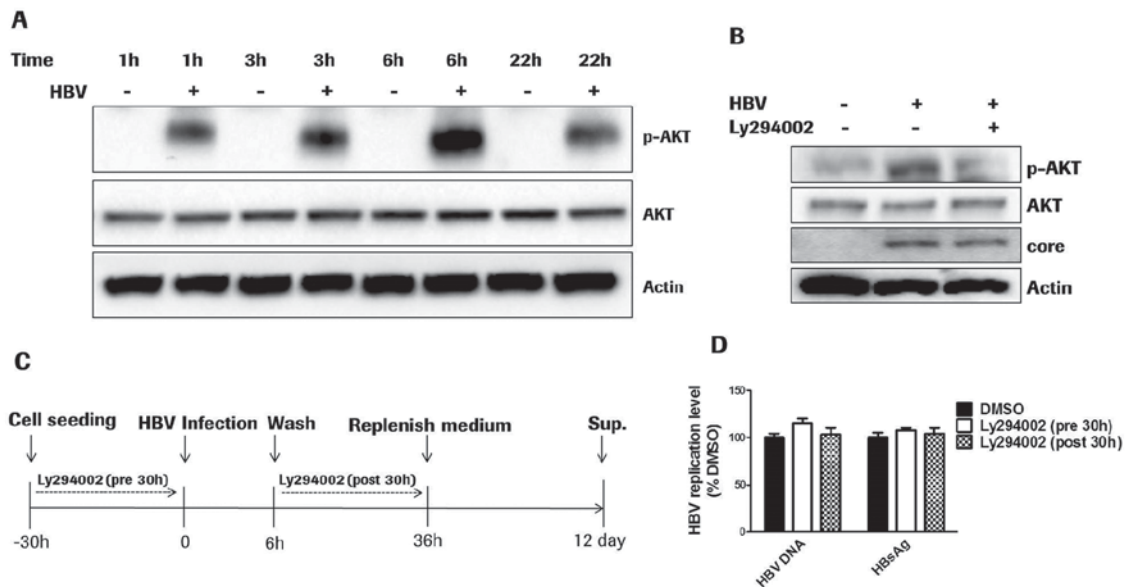 A
Time 1h 1h 3h 3h 6h 6h 22h 22h
HBV - + - + - + - +
p-AKT
AKT
Actin
B
HBV - + +
Ly294002 - - +
p-AKT
AKT
core
Actin
C
Cell seeding HBV Infection Wash Replenish medium Sup.
Ly294002 (pre 30h) Ly294002 (post 30h)
-30h 0 6h 36h 12 day
D
HBV replication level
(% DMSO)
150
100
50
0
HBV DNA HBsAg
DMSO
Ly294002 (pre 30h)
Ly294002 (post 30h)